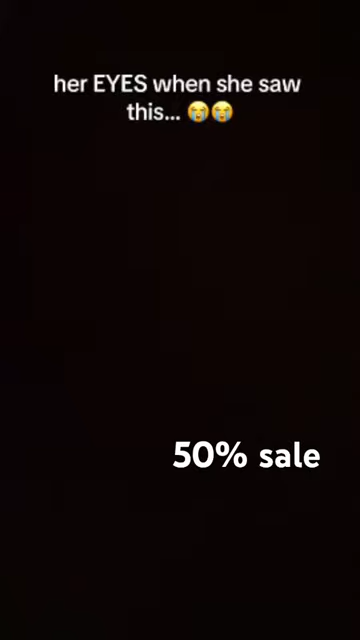 her EYES when she saw
this... 😭😭
50% sale